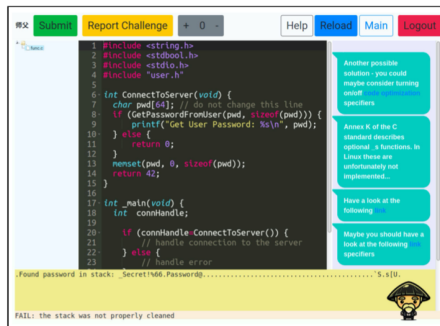 师父 Submit Report Challenge + 0 - Help Reload Main Logout
1 #include <string.h>
2 #include <stdbool.h>
3 #include <stdio.h>
4 #include "user.h"
5
6 int ConnectToServer(void) {
7 char pwd[64]; // do not change this line
8 if (GetPasswordFromUser(pwd, sizeof(pwd))) {
9 printf("Get User Password: %s\n", pwd);
10 } else {
11 return 0;
12 }
13 memset(pwd, 0, sizeof(pwd));
14 return 42;
15 }
16
17 int _main(void) {
18 int connHandle;
19
20 if (connHandle=ConnectToServer()) {
21 // handle connection to the server
22 } else {
23 // handle error
Another possible
solution - you could
maybe consider turning
on/off code optimization
specifiers
Annex K of the C
standard describes
optional _s functions. In
Linux these are
unfortunately not
implemented...
Have a look at the
following link
Maybe you should have a
look at the following link
specifiers
.Found password in stack: _Secret!%66.Password@
FAIL: the stack was not properly cleaned